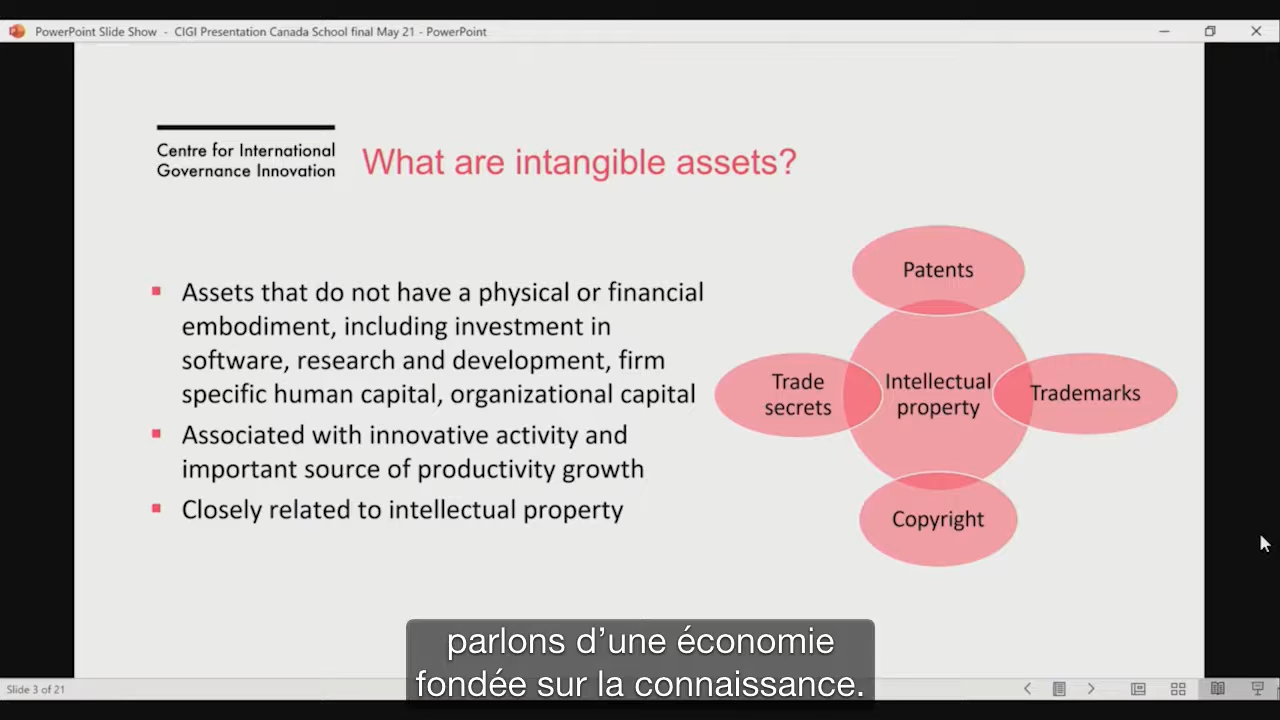 PowerPoint Slide Show - CIGI Presentation Canada School final May 21 - PowerPoint
Centre for International
Governance Innovation
What are intangible assets?
Assets that do not have a physical or financial
embodiment, including investment in
software, research and development, firm
specific human capital, organizational capital
Associated with innovative activity and
important source of productivity growth
Closely related to intellectual property
Patents
Trade
secrets
Intellectual
property
Trademarks
Copyright
parlons d’une économie
fondée sur la connaissance.
Slide 3 of 21